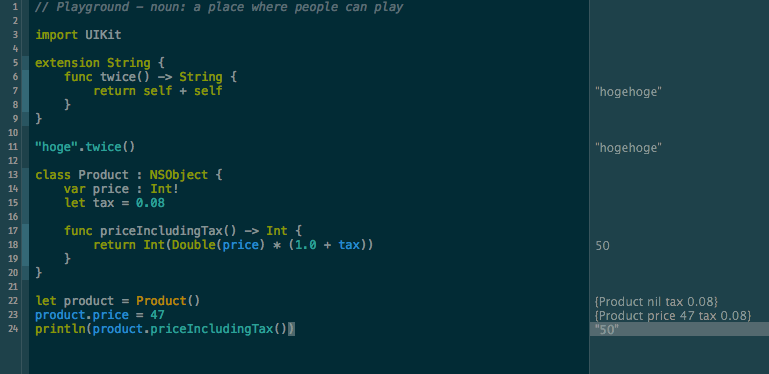 1 // Playground - noun: a place where people can play
2
3 import UIKit
4
5 extension String {
6     func twice() -> String {
7         return self + self "hogehoge"
8     }
9 }
10
11 "hoge".twice() "hogehoge"
12
13 class Product : NSObject {
14     var price : Int!
15     let tax = 0.08
16
17     func priceIncludingTax() -> Int {
18         return Int(Double(price) * (1.0 + tax)) 50
19     }
20 }
21
22 let product = Product() {Product nil tax 0.08}
23 product.price = 47 {Product price 47 tax 0.08}
24 println(product.priceIncludingTax()) "50"